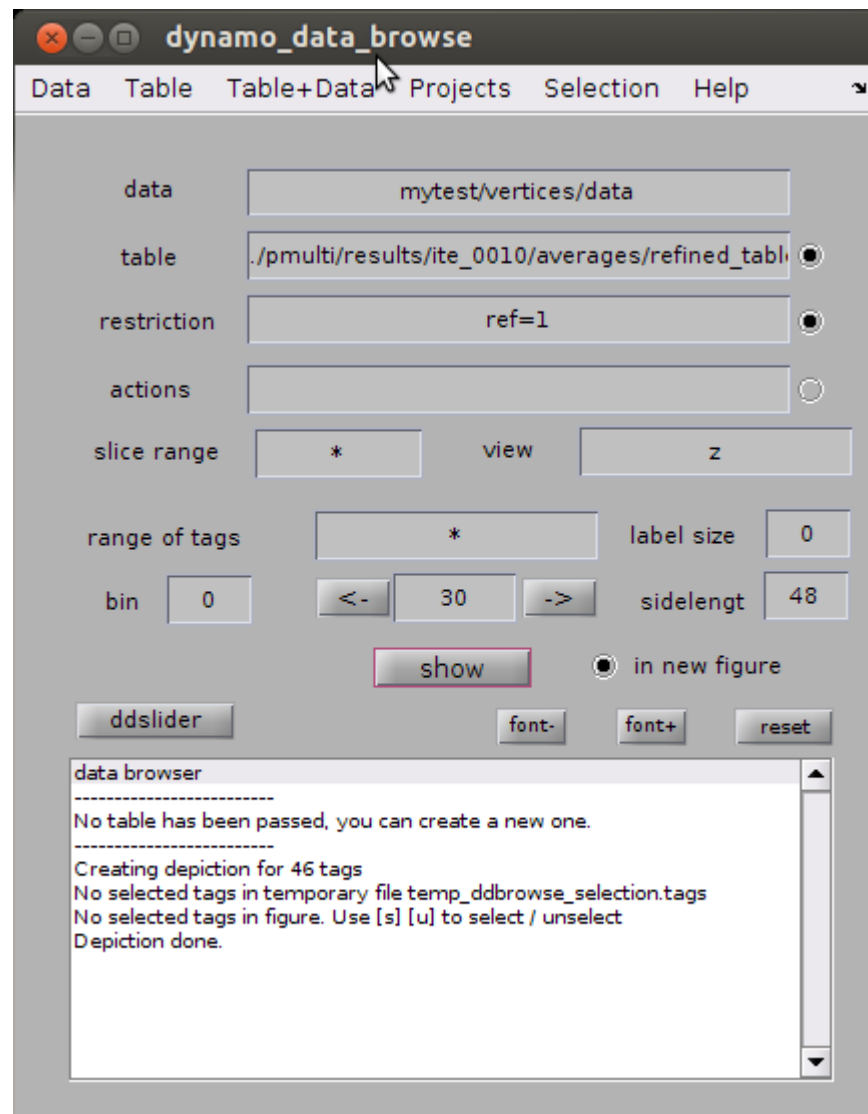 dynamo_data_browse
Data Table Table+Data Projects Selection Help
data mytest/vertices/data
table ./pmulti/results/ite_0010/averages/refined_tabl
restriction ref=1
actions
slice range * view z
range of tags * label size 0
bin 0 <- 30 -> sidelengt 48
show in new figure
ddslider font- font+ reset
data browser
-------------------------
No table has been passed, you can create a new one.
-------------------------
Creating depiction for 46 tags
No selected tags in temporary file temp_ddbrowse_selection.tags
No selected tags in figure. Use [s] [u] to select / unselect
Depiction done.